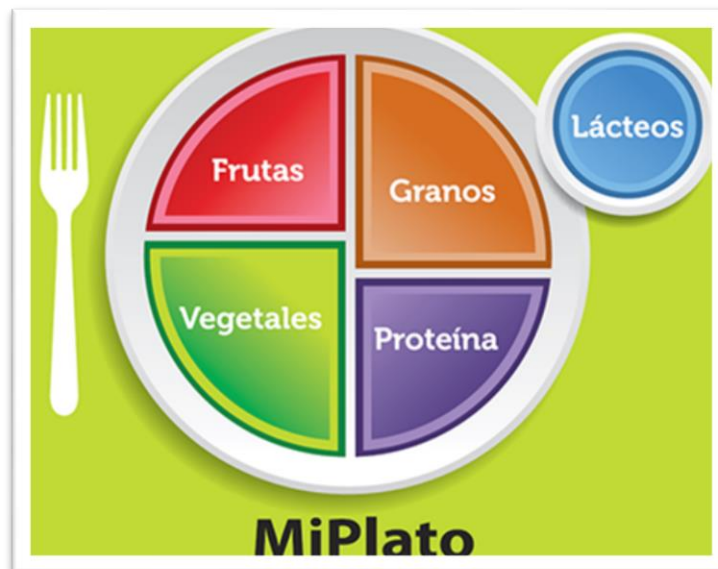 Frutas
Granos
Lácteos
Vegetales
Proteína
MiPlato